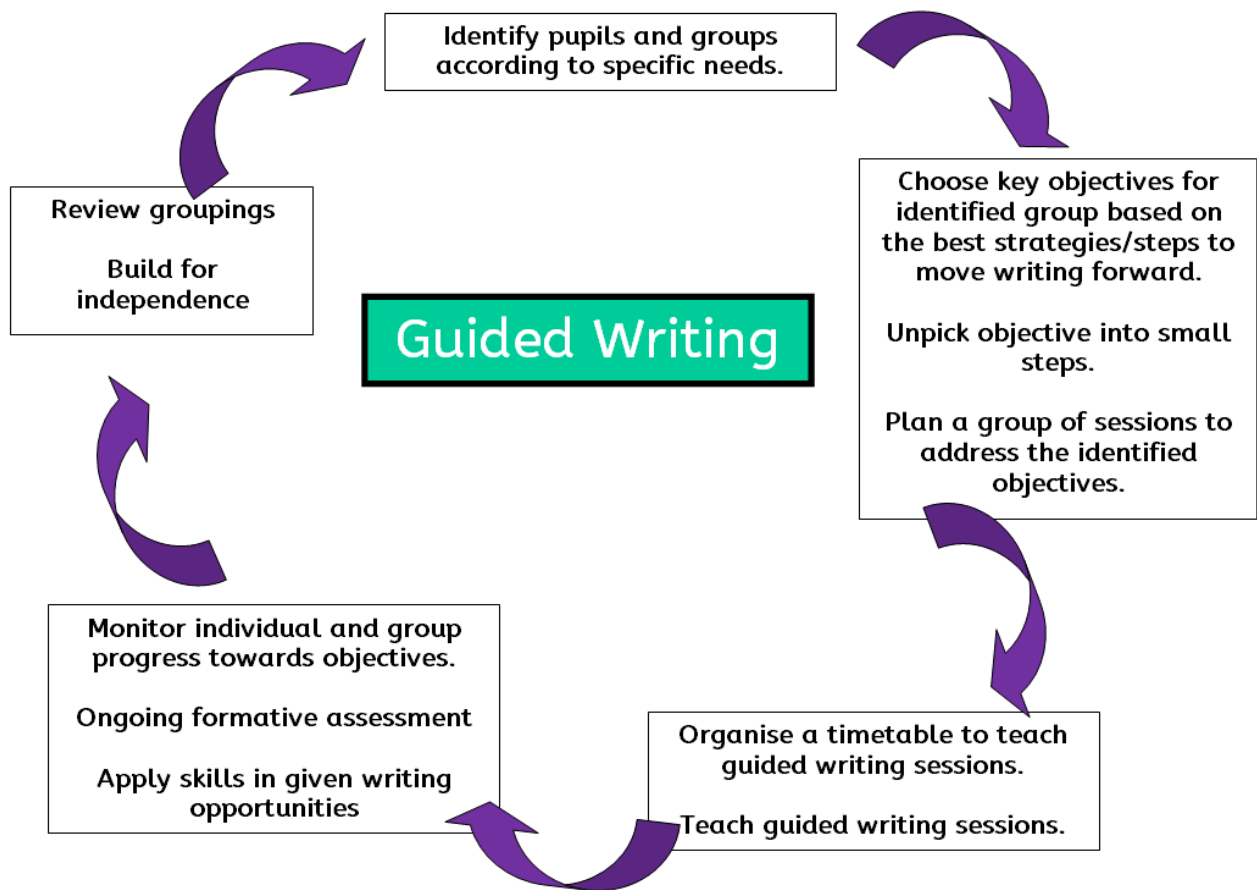 Identify pupils and groups
according to specific needs.
Choose key objectives for
identified group based on
the best strategies/steps to
move writing forward.
Unpick objective into small
steps.
Plan a group of sessions to
address the identified
objectives.
Organise a timetable to teach
guided writing sessions.
Teach guided writing sessions.
Monitor individual and group
progress towards objectives.
Ongoing formative assessment
Apply skills in given writing
opportunities
Review groupings
Build for
independence
Guided Writing